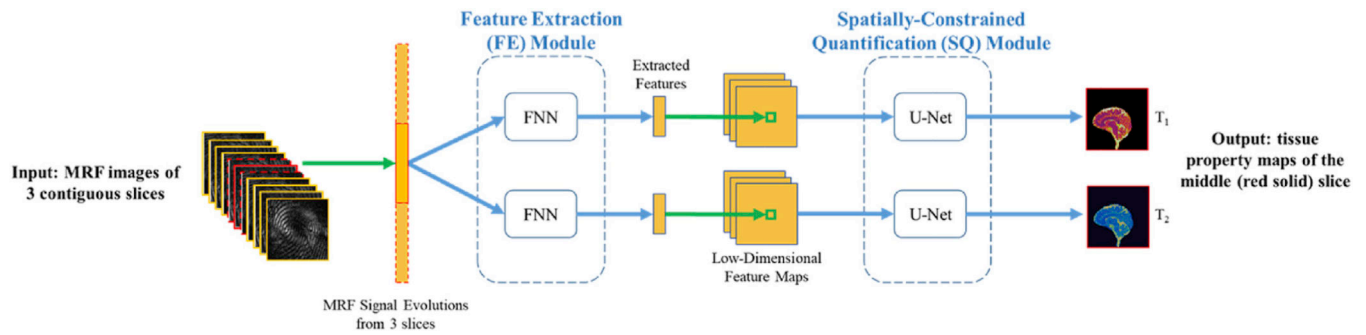 Feature Extraction
(FE) Module
Spatially-Constrained
Quantification (SQ) Module
Extracted
Features
FNN
U-Net
T1
Input: MRF images of
3 contiguous slices
Output: tissue
property maps of the
middle (red solid) slice
FNN
U-Net
T2
Low-Dimensional
Feature Maps
MRF Signal Evolutions
from 3 slices